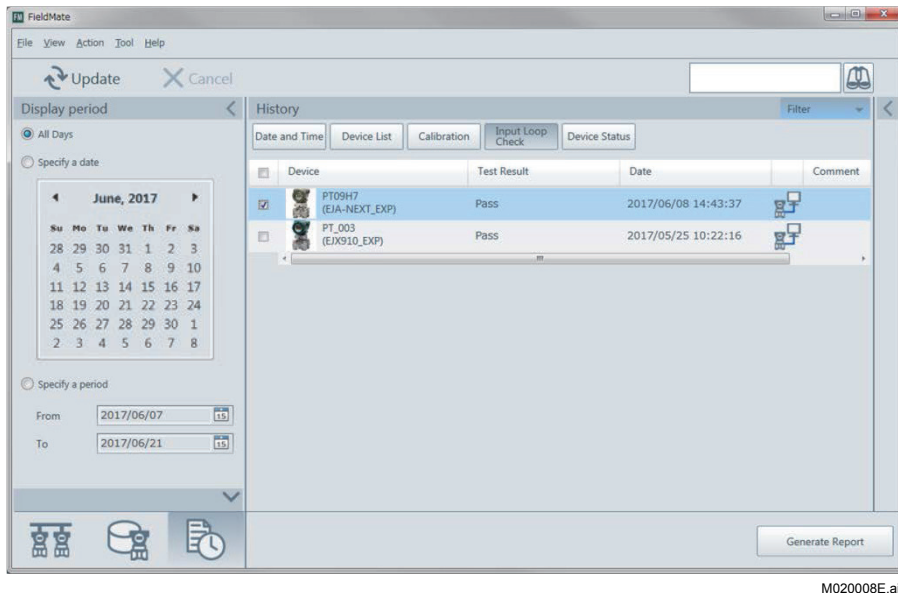 FM FieldMate
File View Action Tool Help
Update Cancel
Display period
All Days
Specify a date
June, 2017
Su Mo Tu We Th Fr Sa
28 29 30 31 1 2 3
4 5 6 7 8 9 10
11 12 13 14 15 16 17
18 19 20 21 22 23 24
25 26 27 28 29 30 1
2 3 4 5 6 7 8
Specify a period
From 2017/06/07 15
To 2017/06/21 15
History Filter
Date and Time Device List Calibration Input Loop Check Device Status
Device Test Result Date Comment
PT09H7
(EJA-NEXT_EXP) Pass 2017/06/08 14:43:37
PT_003
(EJX910_EXP) Pass 2017/05/25 10:22:16
Generate Report
M020008E.ai